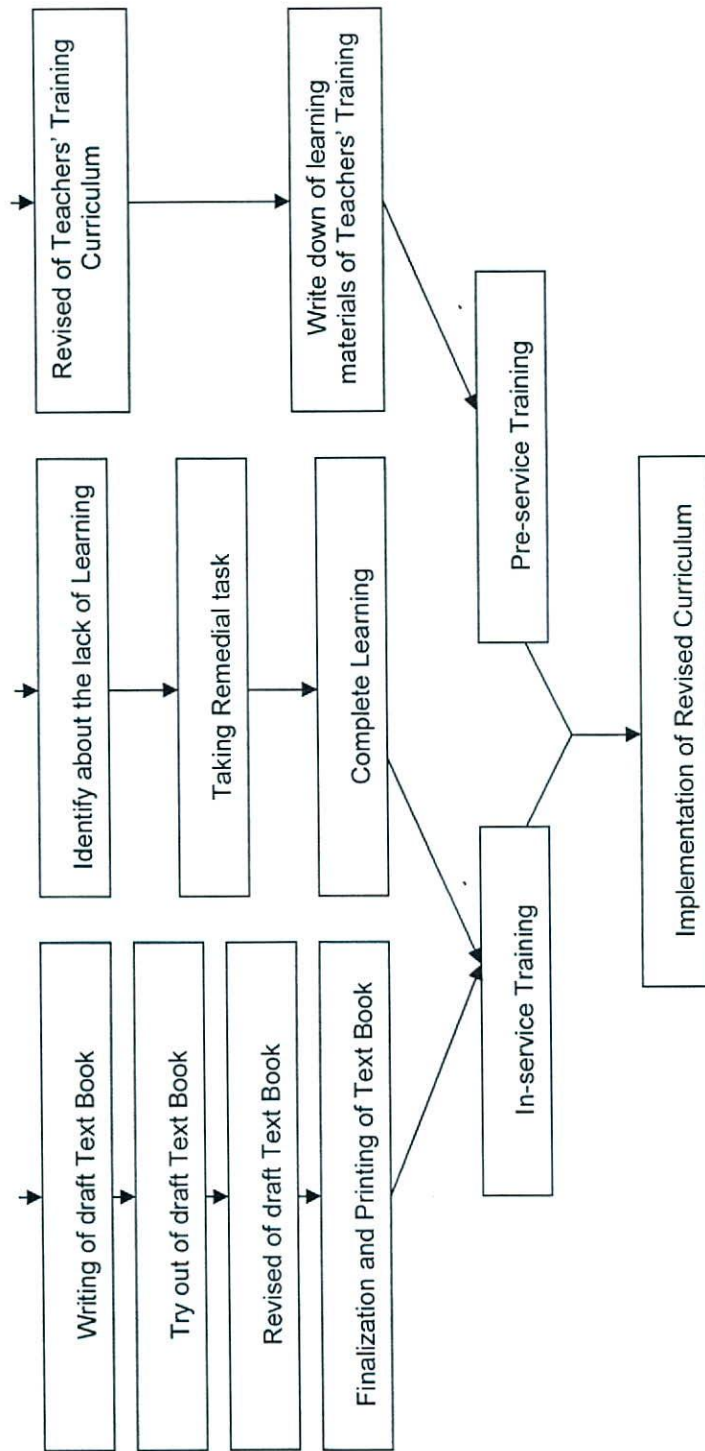 Writing of draft Text Book
Try out of draft Text Book
Revised of draft Text Book
Finalization and Printing of Text Book
Identify about the lack of Learning
Taking Remedial task
Complete Learning
Revised of Teachers' Training
Curriculum
Write down of learning
materials of Teachers' Training
In-service Training
Pre-service Training
Implementation of Revised Curriculum